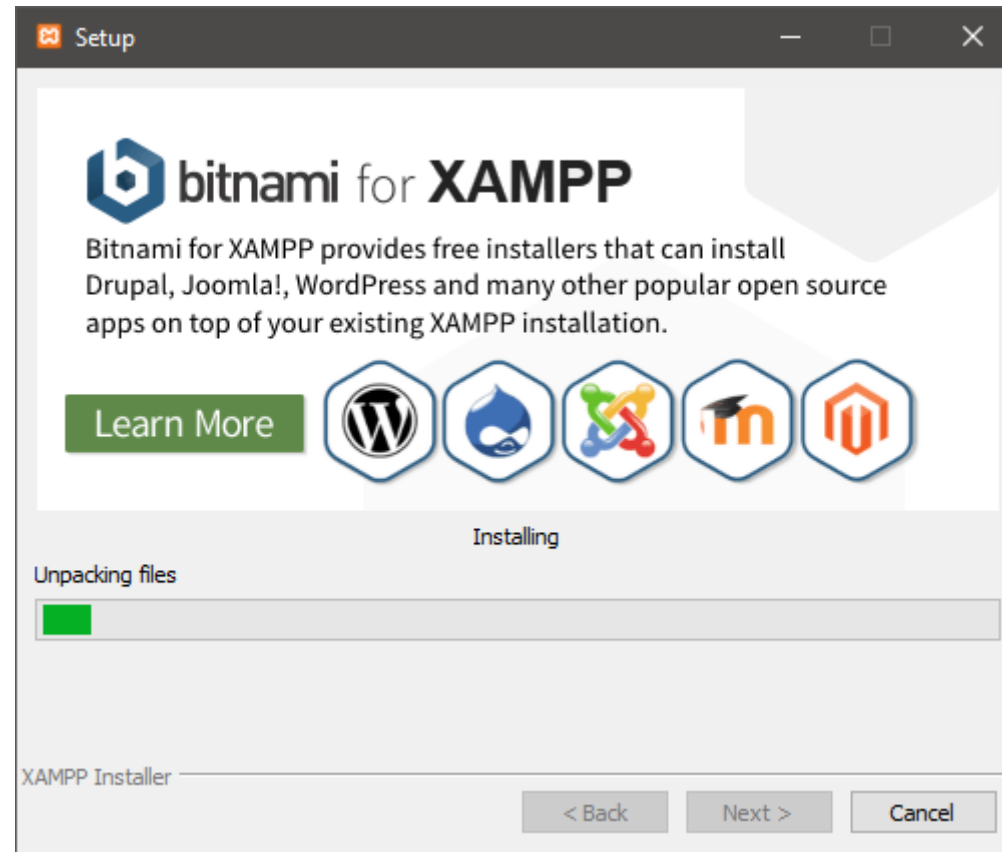 Setup
bitnami for XAMPP
Bitnami for XAMPP provides free installers that can install
Drupal, Joomla!, WordPress and many other popular open source
apps on top of your existing XAMPP installation.
Learn More
Installing
Unpacking files
XAMPP Installer
< Back Next > Cancel